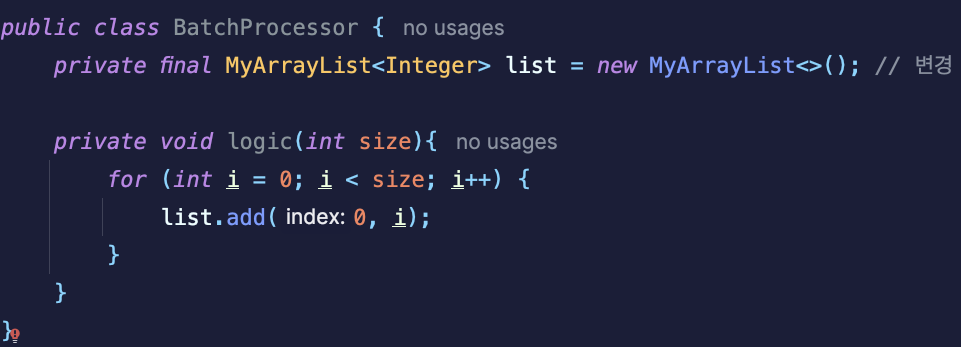 public class BatchProcessor { no usages
private final MyArrayList<Integer> list = new MyArrayList<>(); // 변경
private void logic(int size){ no usages
for (int i = 0; i < size; i++) {
list.add( index: 0, i);
}
}
}